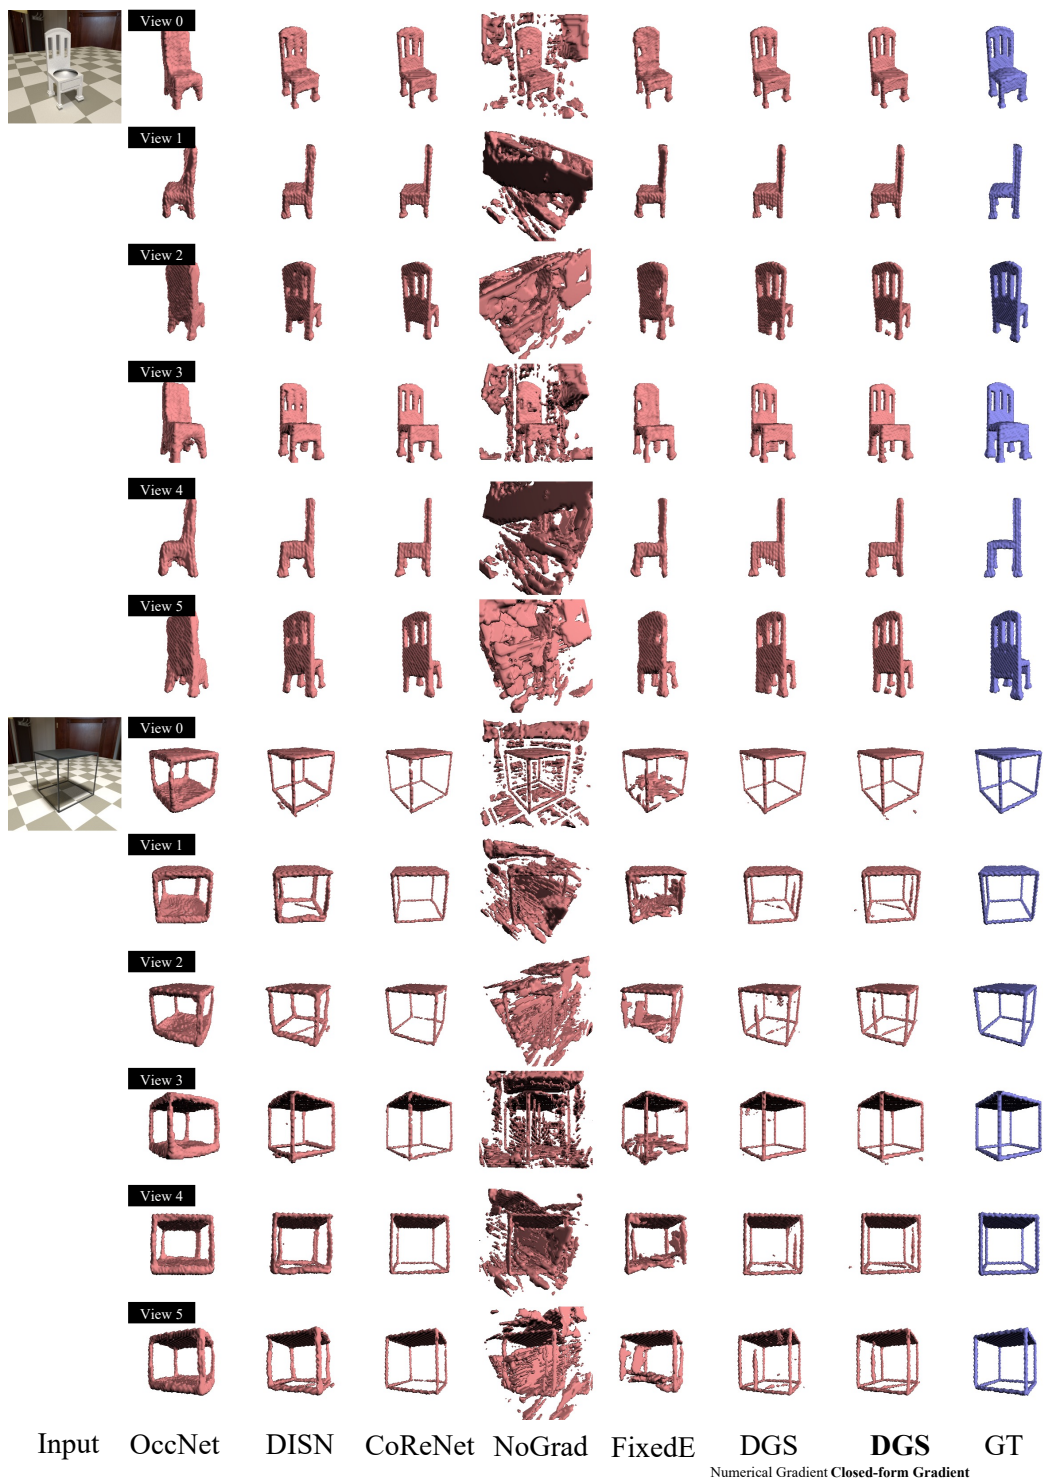 View 0
View 1
View 2
View 3
View 4
View 5
View 0
View 1
View 2
View 3
View 4
View 5
Input OccNet DISN CoReNet NoGrad FixedE DGS DGS GT
Numerical Gradient Closed-form Gradient